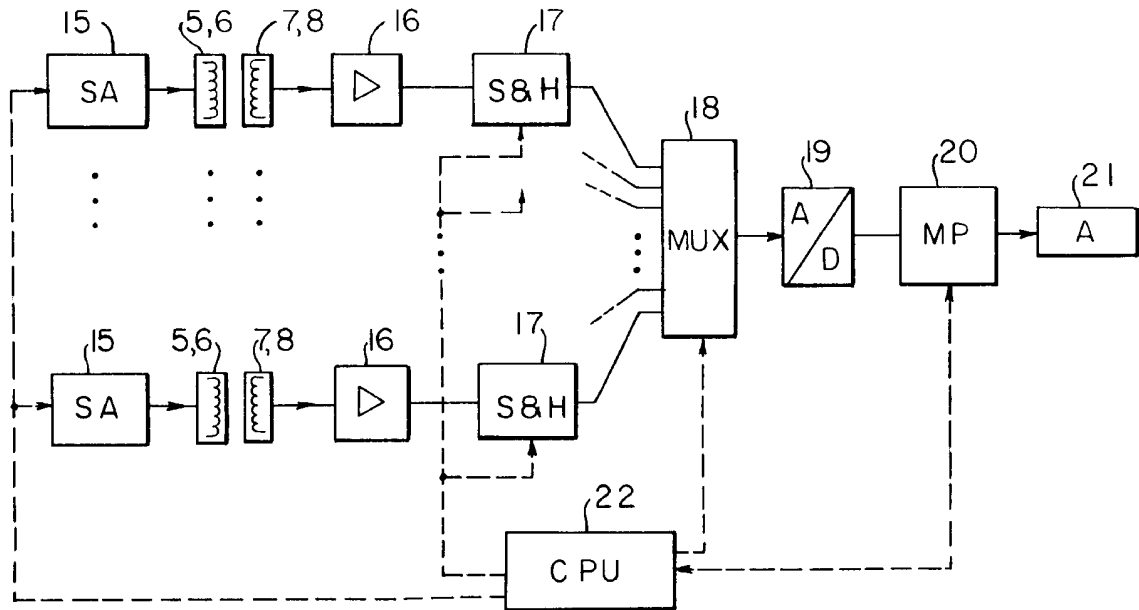 15 5,6 7,8 16 17
SA S&H
18
19 20 21
MUX A/D MP A
15 5,6 7,8 16 17
SA S&H
22
CPU